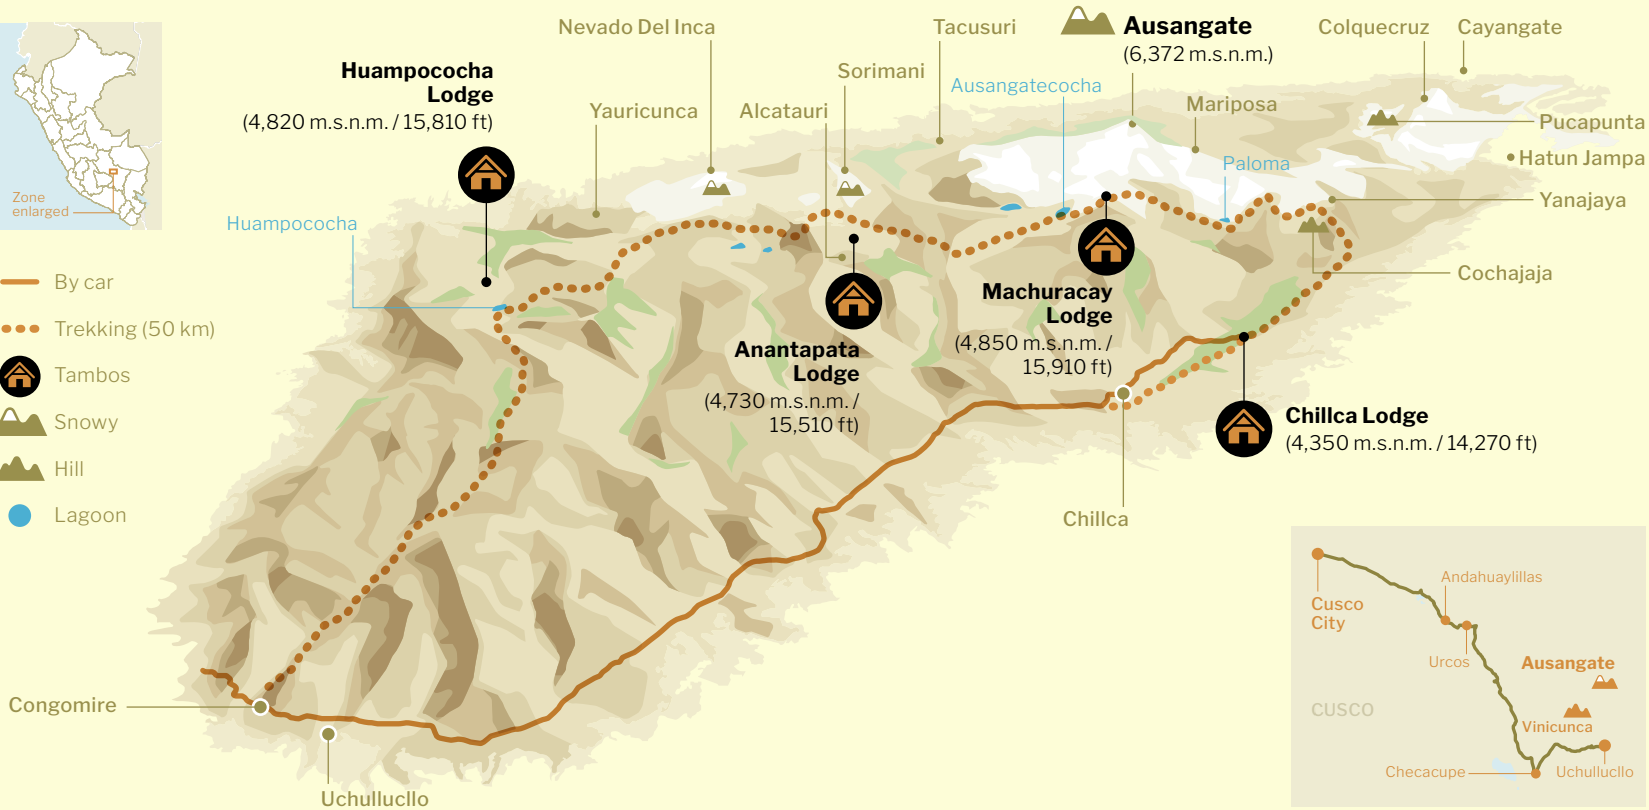 Nevado Del Inca
Tacusuri
Ausangate
(6,372 m.s.n.m.)
Colquecruz
Cayangate
Huampococha
Lodge
(4,820 m.s.n.m. / 15,810 ft)
Sorimani
Ausangatecocha
Yauricunca
Alcatauri
Mariposa
Pucapunta
Hatun Jampa
Paloma
Yanajaya
Zone
enlarged
Huampococha
Cochajaja
By car
Trekking (50 km)
Tambos
Snowy
Hill
Lagoon
Machuracay
Lodge
(4,850 m.s.n.m. /
15,910 ft)
Anantapata
Lodge
(4,730 m.s.n.m. /
15,510 ft)
Chillca Lodge
(4,350 m.s.n.m. / 14,270 ft)
Chillca
Congomire
Uchullucllo
Andahuaylillas
Cusco
City
Urcos
Ausangate
CUSCO
Vinicunca
Checacupe
Uchullucllo